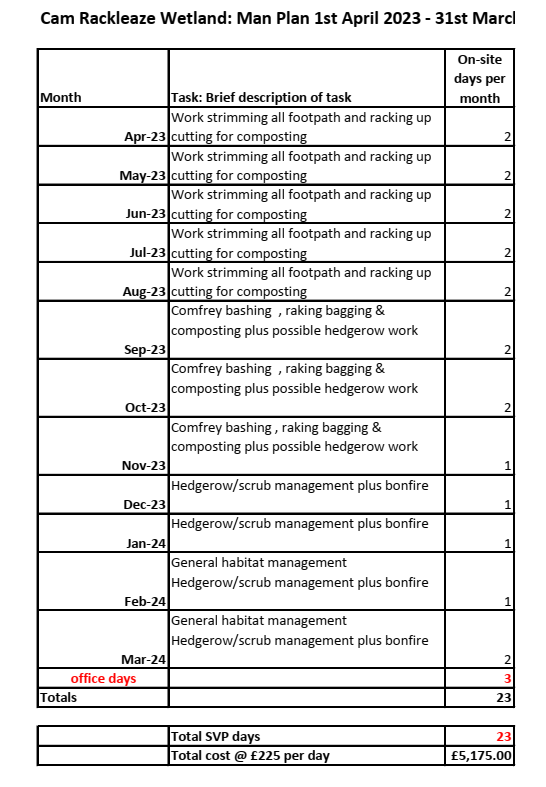 Cam Rackleaze Wetland: Man Plan 1st April 2023 - 31st March
On-site
days per
Month Task: Brief description of task month
Work strimming all footpath and racking up
Apr-23 cutting for composting 2
Work strimming all footpath and racking up
May-23 cutting for composting 2
Work strimming all footpath and racking up
Jun-23 cutting for composting 2
Work strimming all footpath and racking up
Jul-23 cutting for composting 2
Work strimming all footpath and racking up
Aug-23 cutting for composting 2
Comfrey bashing , raking bagging &
composting plus possible hedgerow work
Sep-23 2
Comfrey bashing , raking bagging &
composting plus possible hedgerow work
Oct-23 2
Comfrey bashing , raking bagging &
composting plus possible hedgerow work
Nov-23 1
Hedgerow/scrub management plus bonfire
Dec-23 1
Hedgerow/scrub management plus bonfire
Jan-24 1
General habitat management
Hedgerow/scrub management plus bonfire
Feb-24 1
General habitat management
Hedgerow/scrub management plus bonfire
Mar-24 2
office days 3
Totals 23
Total SVP days 23
Total cost @ £225 per day £5,175.00